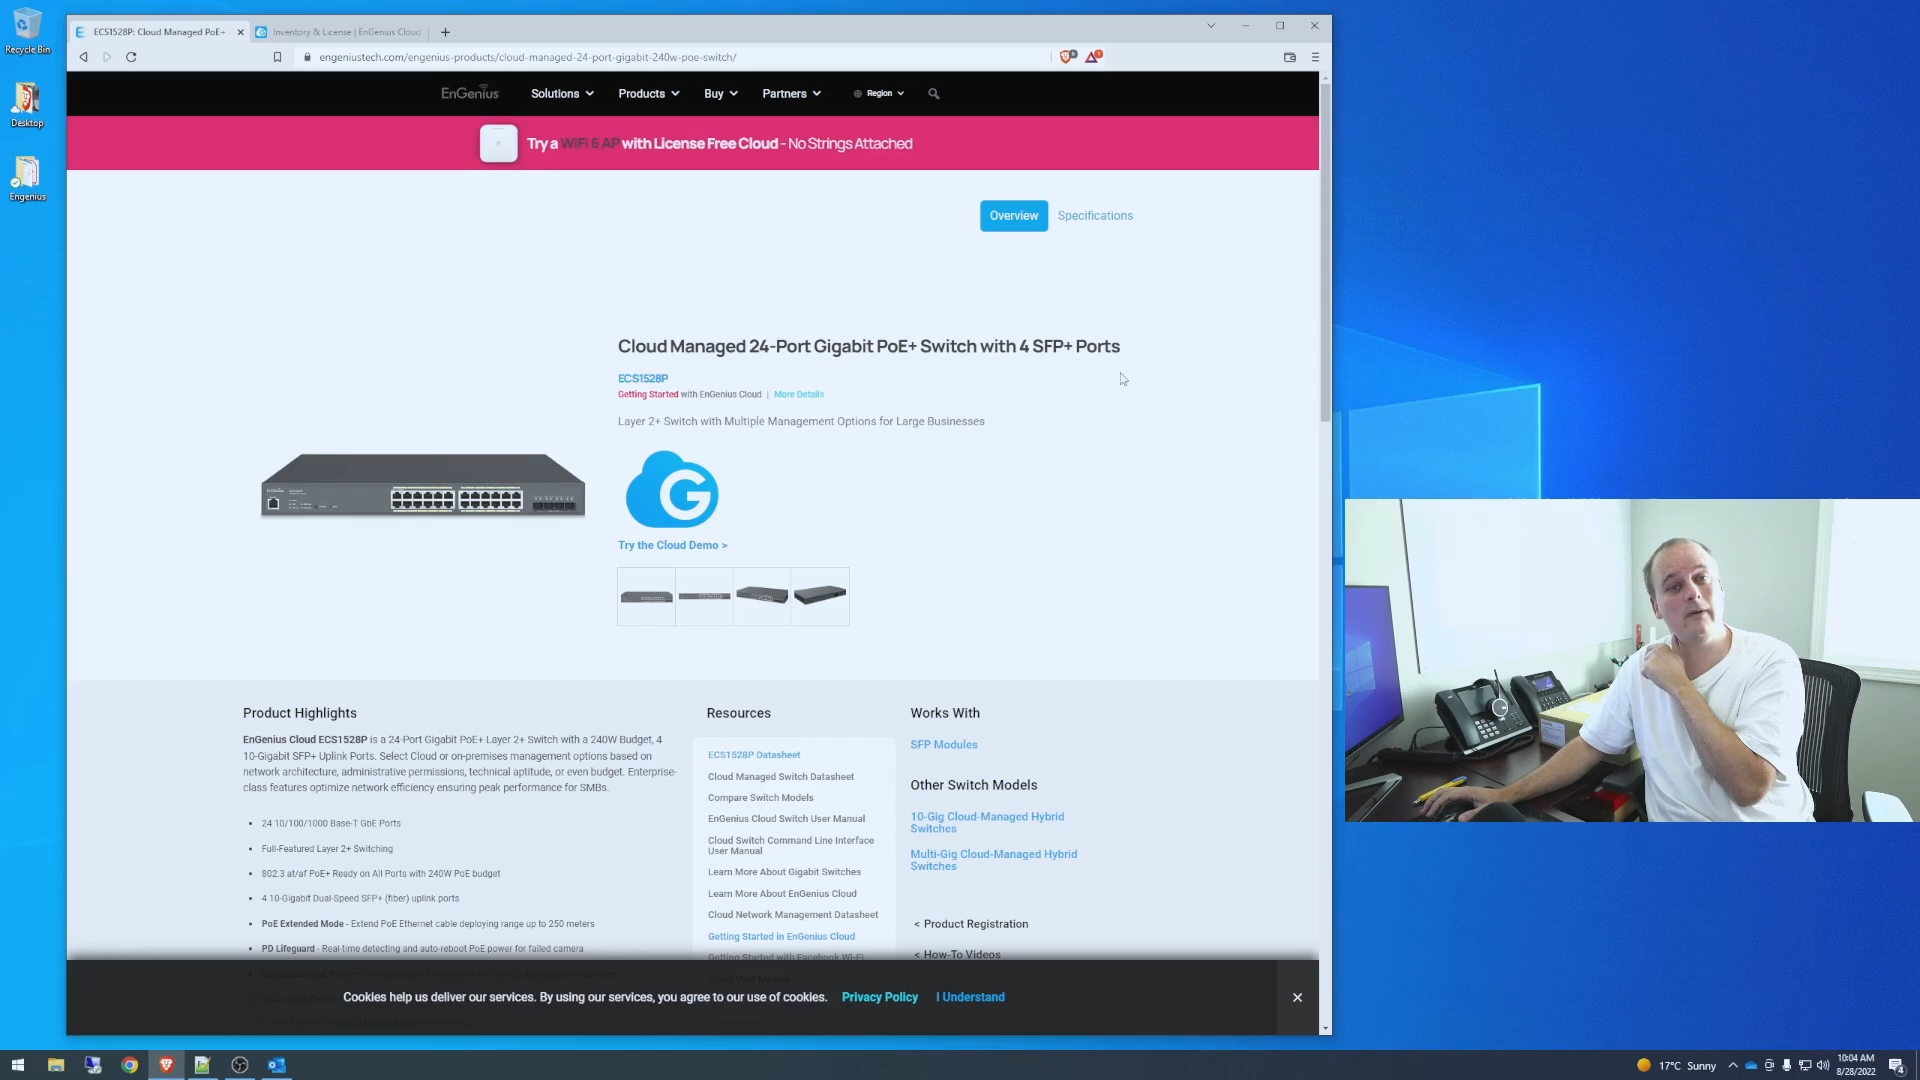 Recycle Bin
Desktop
Engenius
ECS1528P: Cloud Managed PoE+
Inventory & License | EnGenius Cloud
engeniustech.com/engenius-products/cloud-managed-24-port-gigabit-240w-poe-switch/
EnGenius
Solutions
Products
Buy
Partners
Region
Try a WiFi 6 AP with License Free Cloud - No Strings Attached
Overview
Specifications
Cloud Managed 24-Port Gigabit PoE+ Switch with 4 SFP+ Ports
ECS1528P
Getting Started with EnGenius Cloud | More Details
Layer 2+ Switch with Multiple Management Options for Large Businesses
Try the Cloud Demo >
Product Highlights
EnGenius Cloud ECS1528P is a 24-Port Gigabit PoE+ Layer 2+ Switch with a 240W Budget, 4
10-Gigabit SFP+ Uplink Ports. Select Cloud or on-premises management options based on
network architecture, administrative permissions, technical aptitude, or even budget. Enterprise-
class features optimize network efficiency ensuring peak performance for SMBs.
• 24 10/100/1000 Base-T GbE Ports
• Full-Featured Layer 2+ Switching
• 802.3 at/af PoE+ Ready on All Ports with 240W PoE budget
• 4 10-Gigabit Dual-Speed SFP+ (fiber) uplink ports
• PoE Extended Mode - Extend PoE Ethernet cable deploying range up to 250 meters
• PD Lifeguard - Real-time detecting and auto-reboot PoE power for failed camera
Resources
ECS1528P Datasheet
Cloud Managed Switch Datasheet
Compare Switch Models
EnGenius Cloud Switch User Manual
Cloud Switch Command Line Interface
User Manual
Learn More About Gigabit Switches
Learn More About EnGenius Cloud
Cloud Network Management Datasheet
Getting Started in EnGenius Cloud
Getting Started with Facebook Wi-Fi
Works With
SFP Modules
Other Switch Models
10-Gig Cloud-Managed Hybrid
Switches
Multi-Gig Cloud-Managed Hybrid
Switches
< Product Registration
< How-To Videos
Cookies help us deliver our services. By using our services, you agree to our use of cookies. Privacy Policy I Understand
17°C Sunny
10:04 AM
8/28/2022